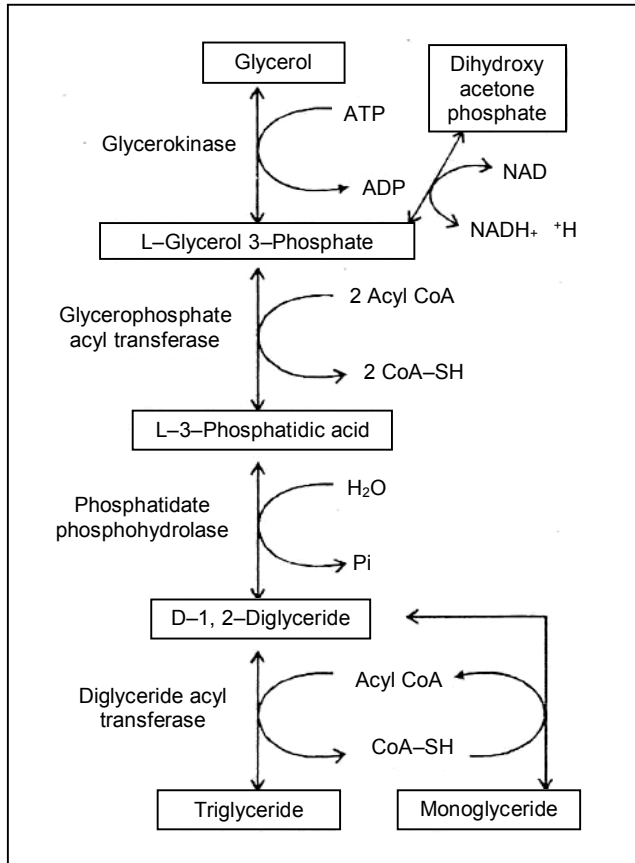 Glycerol
Dihydroxy
acetone
phosphate
ATP
Glycerokinase
ADP
NAD
NADH+ +H
L–Glycerol 3–Phosphate
2 Acyl CoA
Glycerophosphate
acyl transferase
2 CoA–SH
L–3–Phosphatidic acid
H₂O
Phosphatidate
phosphohydrolase
Pi
D–1, 2–Diglyceride
Acyl CoA
Diglyceride acyl
transferase
CoA–SH
Triglyceride
Monoglyceride